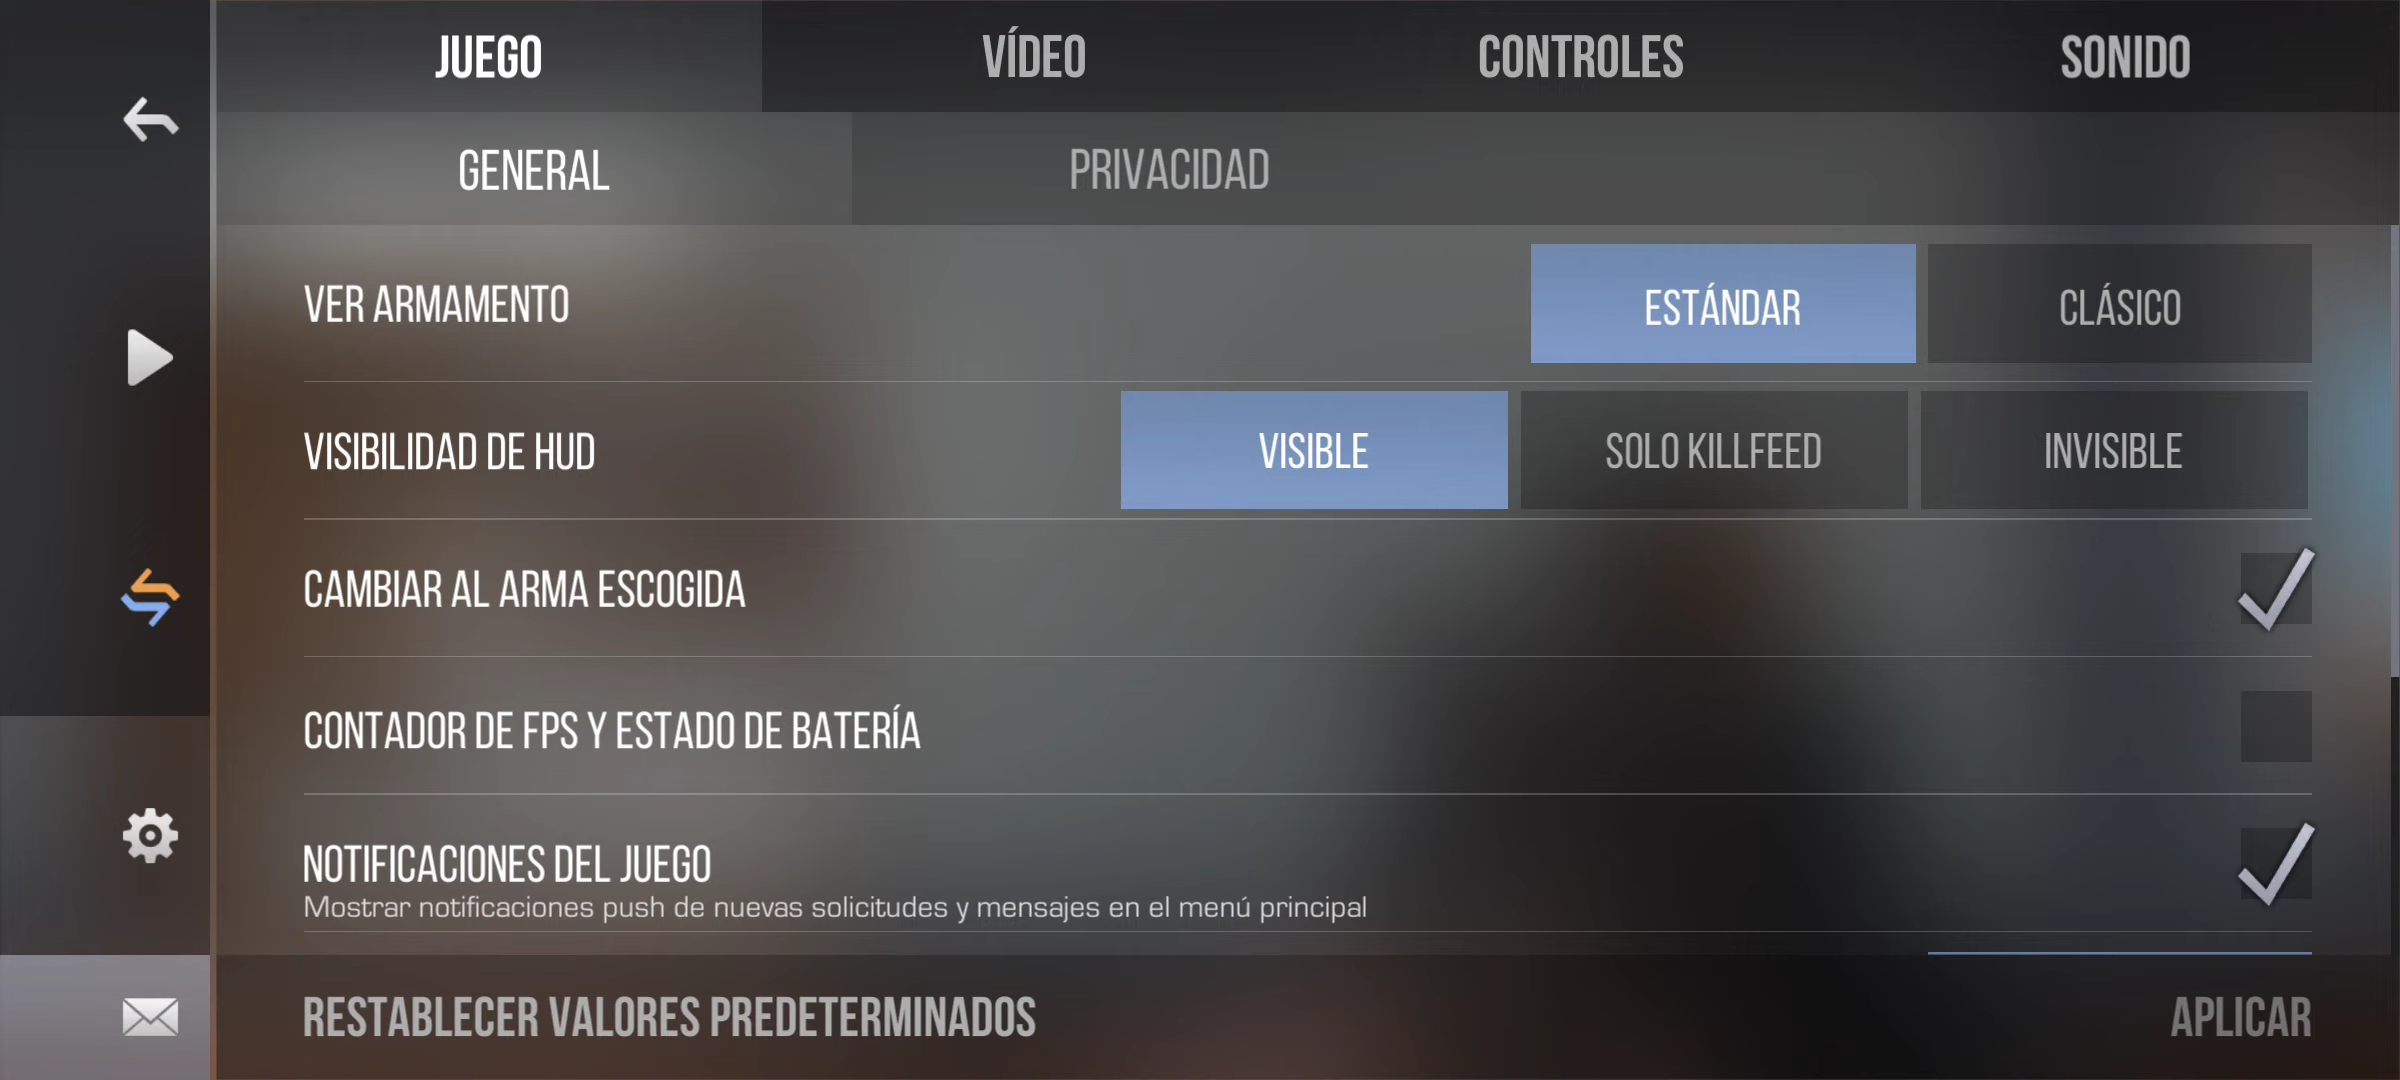 JUEGO
VÍDEO
CONTROLES
SONIDO
GENERAL
PRIVACIDAD
VER ARMAMENTO
ESTÁNDAR
CLÁSICO
VISIBILIDAD DE HUD
VISIBLE
SOLO KILLFEED
INVISIBLE
CAMBIAR AL ARMA ESCOGIDA
CONTADOR DE FPS Y ESTADO DE BATERÍA
NOTIFICACIONES DEL JUEGO
Mostrar notificaciones push de nuevas solicitudes y mensajes en el menú principal
RESTABLECER VALORES PREDETERMINADOS
APLICAR